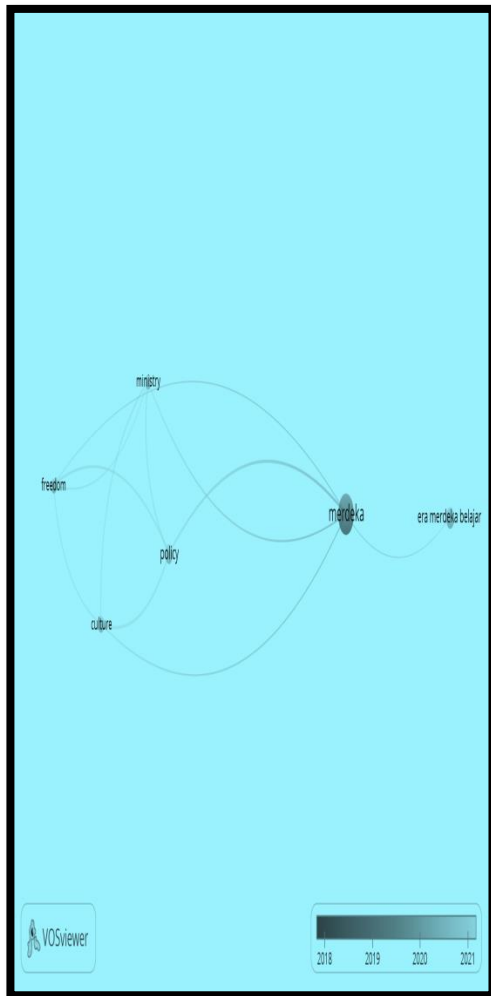 ministry
freedom
merdeka
era merdeka belajar
policy
culture
VOSviewer
2018 2019 2020 2021